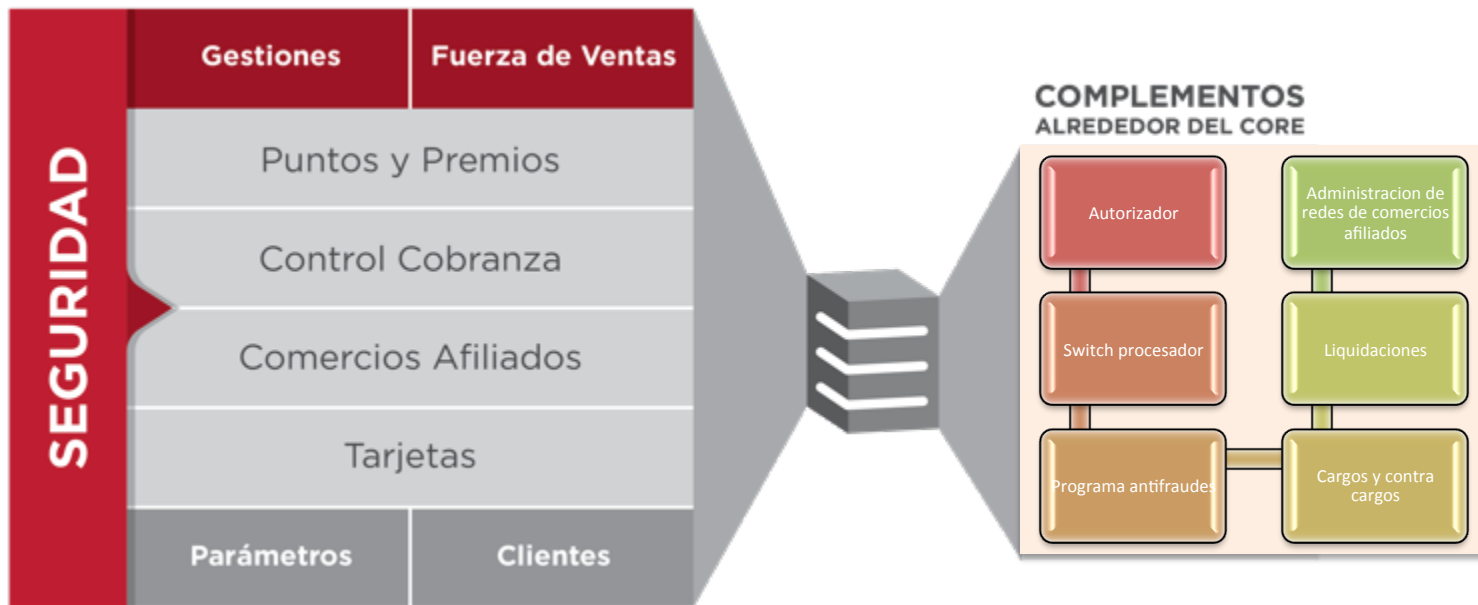 SEGURIDAD
Gestiones
Fuerza de Ventas
Puntos y Premios
Control Cobranza
Comercios Afiliados
Tarjetas
Parámetros
Clientes
COMPLEMENTOS
ALREDEDOR DEL CORE
Autorizador
Administracion de
redes de comercios
afiliados
Switch procesador
Liquidaciones
Programa antifraudes
Cargos y contra
cargos